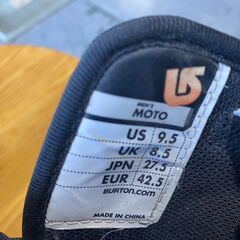 MEN'S
MOTO
US 9.5
UK 8.5
JPN 27.5
EUR 42.5
BURTON.com
MADE IN CHINA